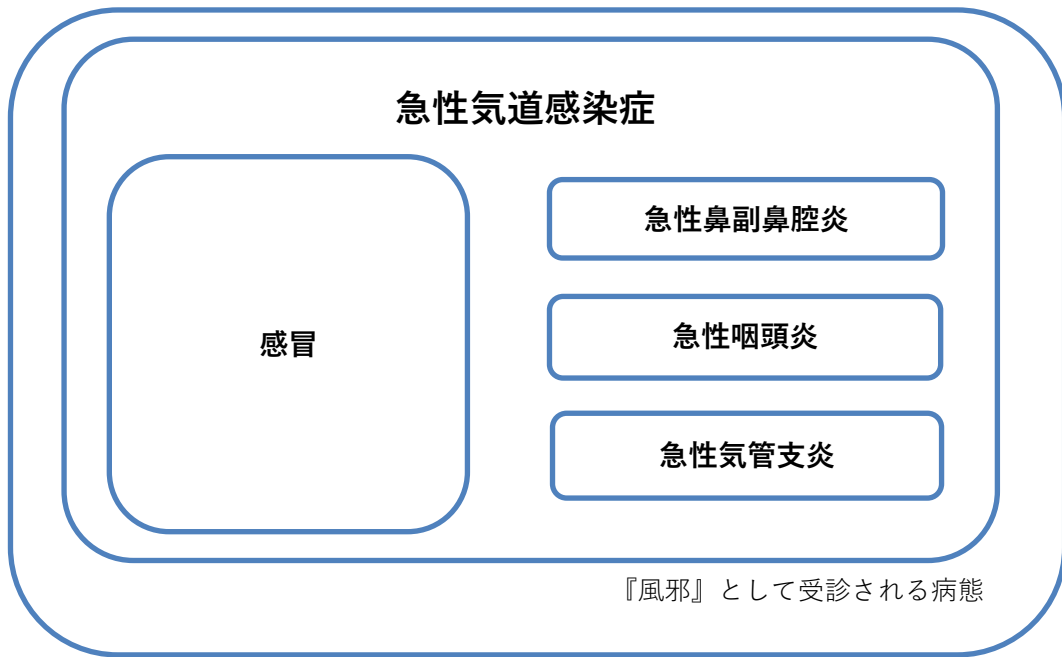 急性気道感染症
感冒
急性鼻副鼻腔炎
急性咽頭炎
急性気管支炎
『風邪』として受診される病態